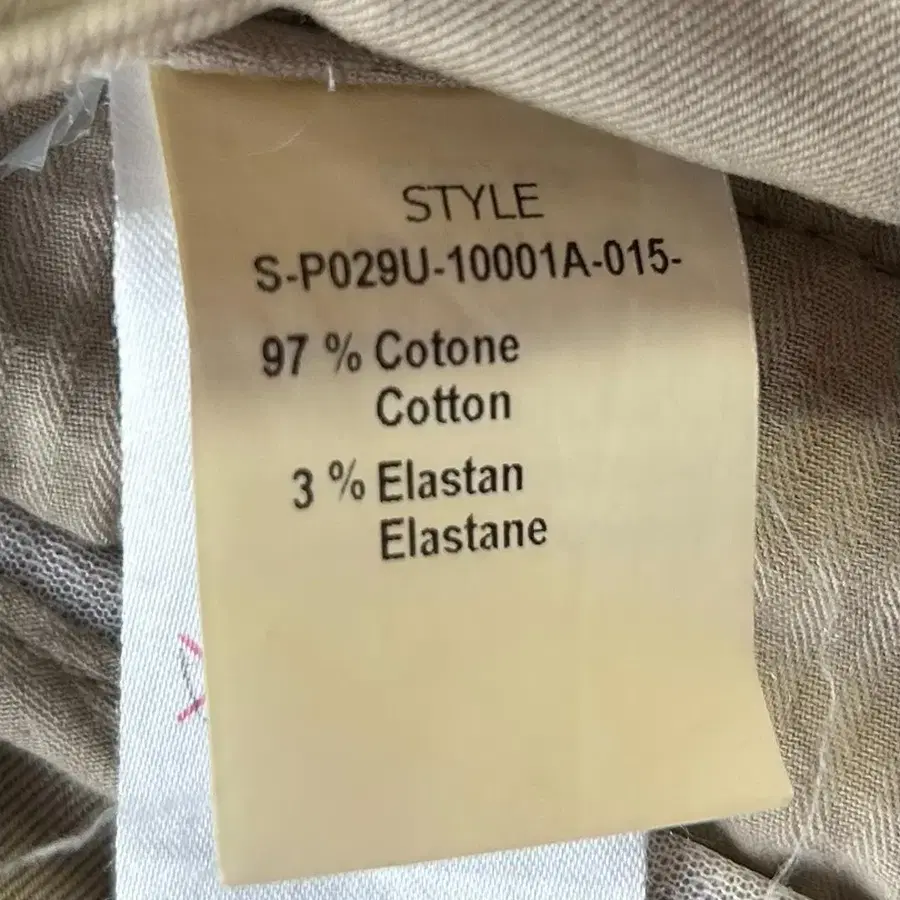 STYLE
S-P029U-10001A-015-
97 % Cotone
Cotton
3 % Elastan
Elastane